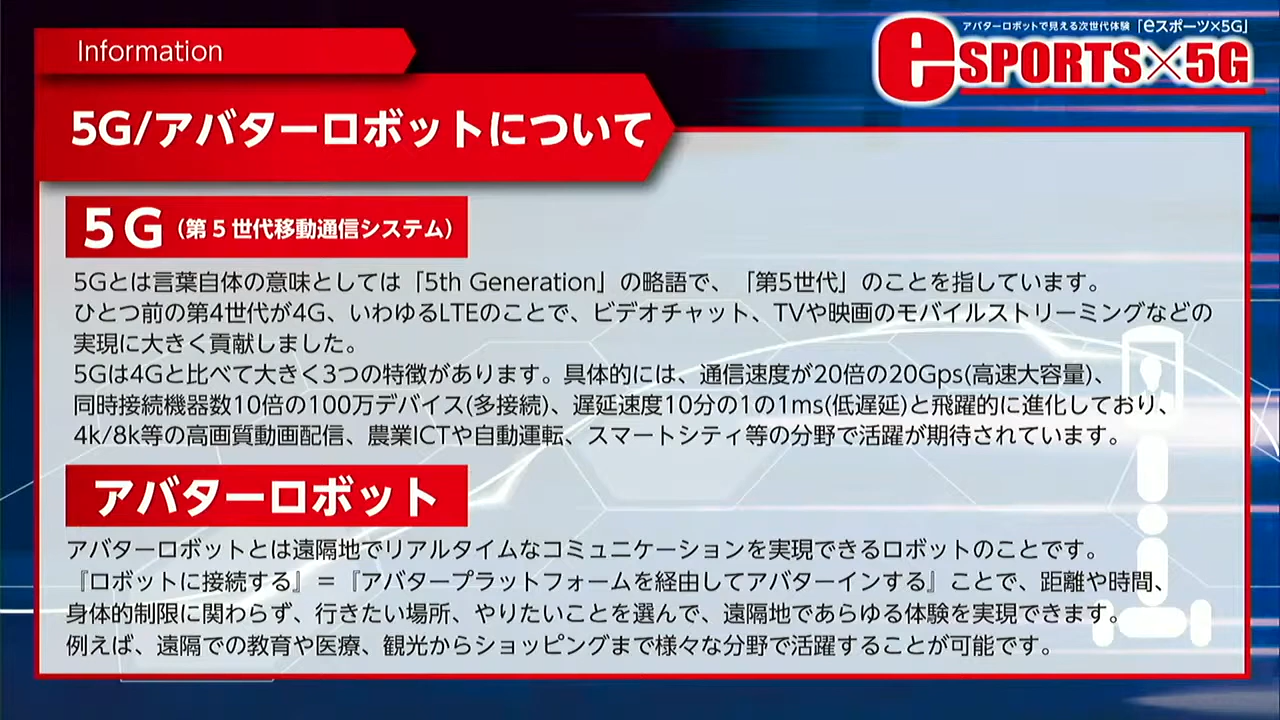 Information
アバターロボットで見える次世代体験「eスポーツ×5G」
eSPORTS×5G
5G/アバターロボットについて
5G（第5世代移動通信システム）
5Gとは言葉自体の意味としては「5th Generation」の略語で、「第5世代」のことを指しています。
ひとつ前の第4世代が4G、いわゆるLTEのことで、ビデオチャット、TVや映画のモバイルストリーミングなどの
実現に大きく貢献しました。
5Gは4Gと比べて大きく3つの特徴があります。具体的には、通信速度が20倍の20Gps(高速大容量)、
同時接続機器数10倍の100万デバイス(多接続)、遅延速度10分の1の1ms(低遅延)と飛躍的に進化しており、
4k/8k等の高画質動画配信、農業ICTや自動運転、スマートシティ等の分野で活躍が期待されています。
アバターロボット
アバターロボットとは遠隔地でリアルタイムなコミュニケーションを実現できるロボットのことです。
『ロボットに接続する』＝『アバタープラットフォームを経由してアバターインする』ことで、距離や時間、
身体的制限に関わらず、行きたい場所、やりたいことを選んで、遠隔地であらゆる体験を実現できます。
例えば、遠隔での教育や医療、観光からショッピングまで様々な分野で活躍することが可能です。